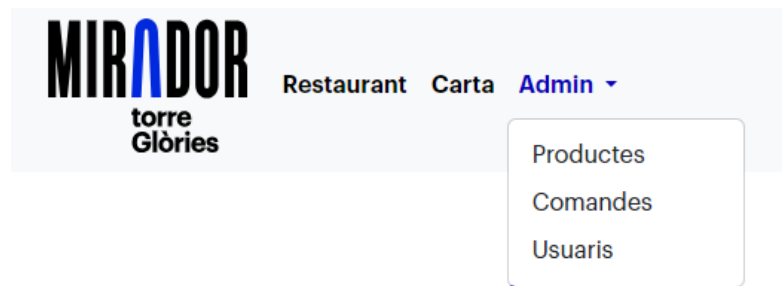 MIRADOR
torre
Glòries
Restaurant Carta Admin
Productes
Comandes
Usuaris